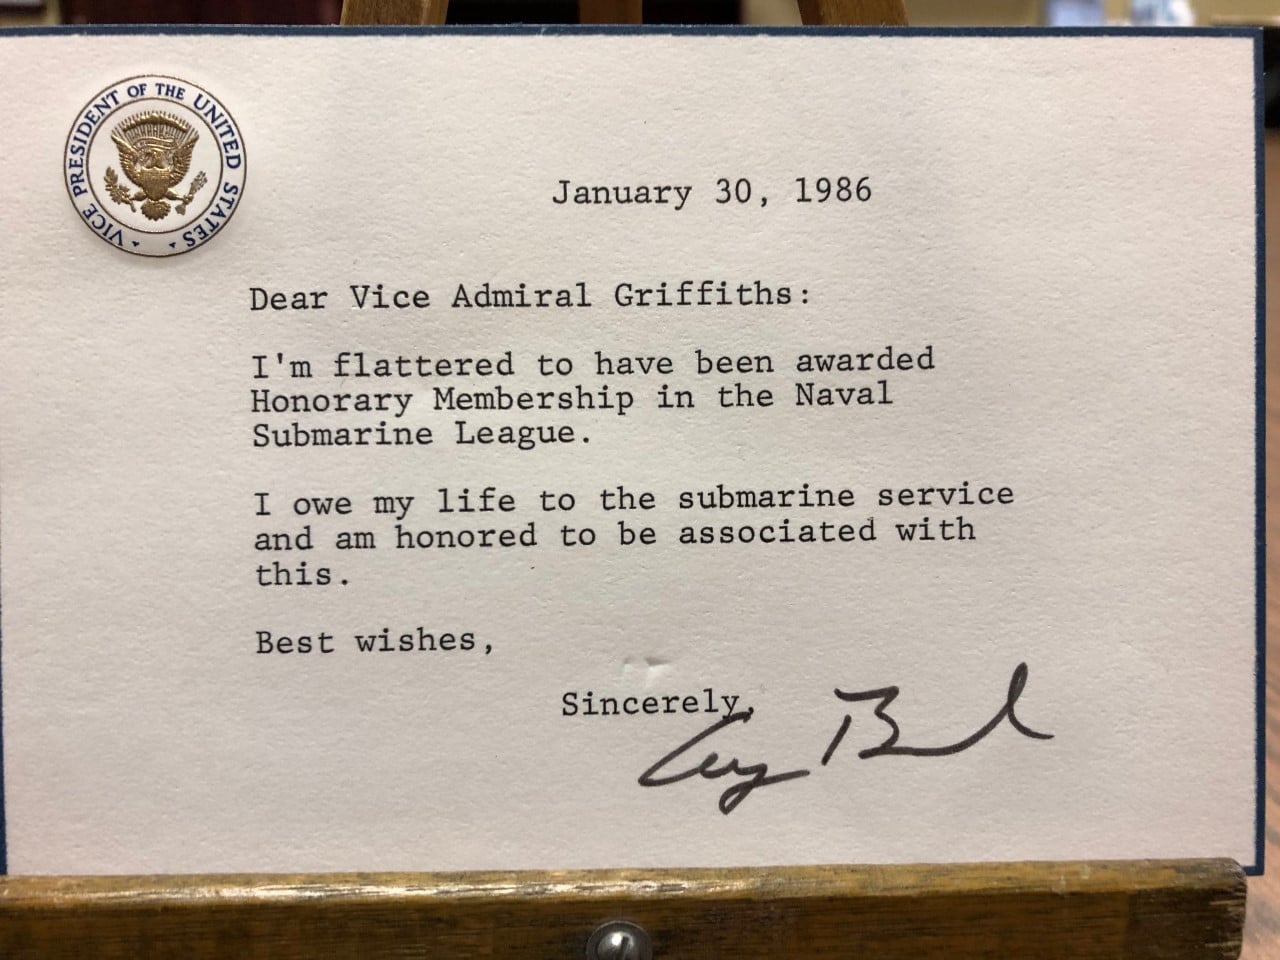 VICE PRESIDENT OF THE UNITED STATES
January 30, 1986
Dear Vice Admiral Griffiths:
I'm flattered to have been awarded
Honorary Membership in the Naval
Submarine League.
I owe my life to the submarine service
and am honored to be associated with
this.
Best wishes,
Sincerely,